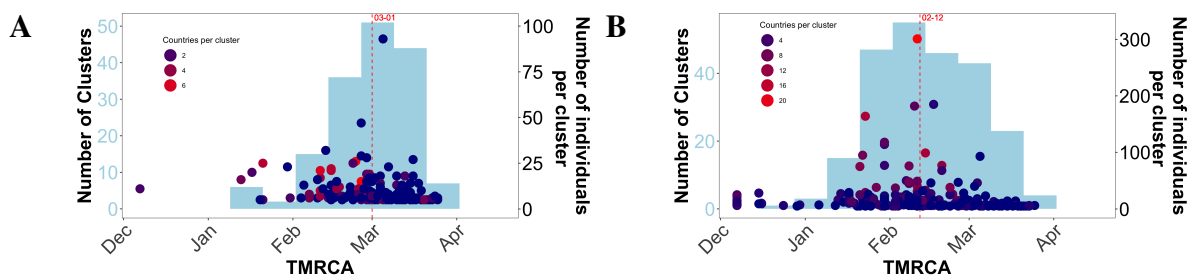 A
Number of Clusters
50
40
30
20
10
0
Countries per cluster
2
4
6
03-01
100
75
50
25
0
Number of individuals
per cluster
Dec
Jan
Feb
Mar
Apr
TMRCA
B
Number of Clusters
40
20
0
Countries per cluster
4
8
12
16
20
02-12
300
200
100
0
Number of individuals
per cluster
Dec
Jan
Feb
Mar
Apr
TMRCA